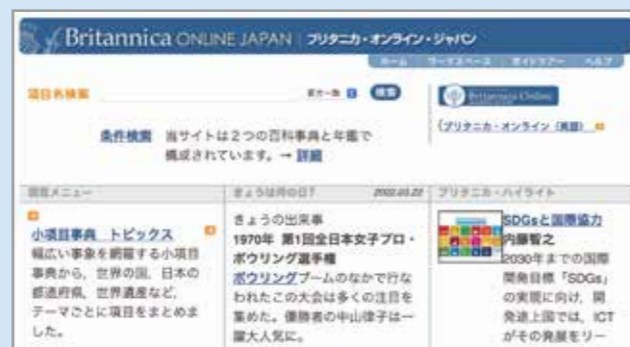 Britannica ONLINE JAPAN | ブリタニカ・オンライン・ジャパン
ホーム ワークスペース ガイドツアー ヘルプ
項目名検索
検索
Britannica Online
(ブリタニカ・オンライン (英語)
条件検索 当サイトは2つの百科事典と年鑑で
構成されています。→ 詳細
調査メニュー
小項目事典 トピックス
幅広い事象を網羅する小項目
事典から、世界の国、日本の
都道府県、世界遺産など、
テーマごとに項目をまとめま
した。
きょうは何の日? 2022.03.22
きょうの出来事
1970年 第1回全日本女子プロ・
ボウリング選手権
ボウリングブームのなかで行な
われたこの大会は多くの注目を
集めた。優勝者の中山律子は一
躍大人気に。
ブリタニカ・ハイライト
SDGsと国際協力
内藤智之
2030年までの国際
開発目標「SDGs」
の実現に向け、開
発途上国では、ICT
がその発展をリー